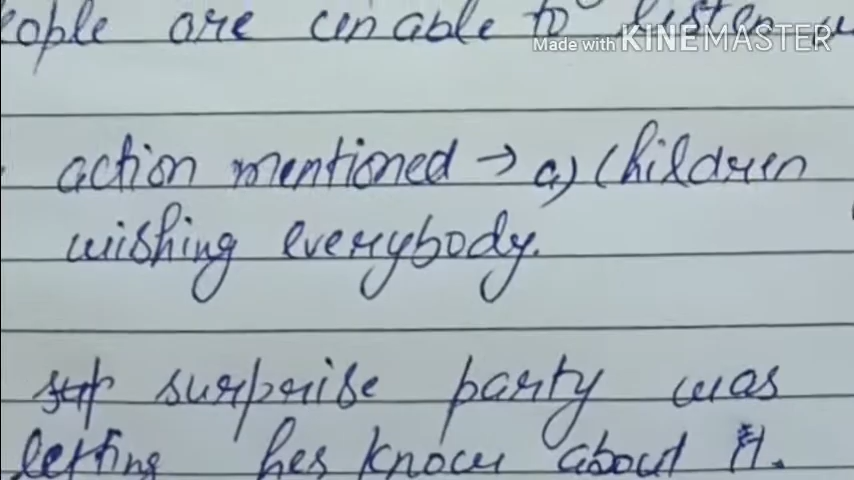 eople are unable to listen
Made with KINEMASTER
action mentioned → a) Children
wishing everybody.
surprise party was
letting her know about it.